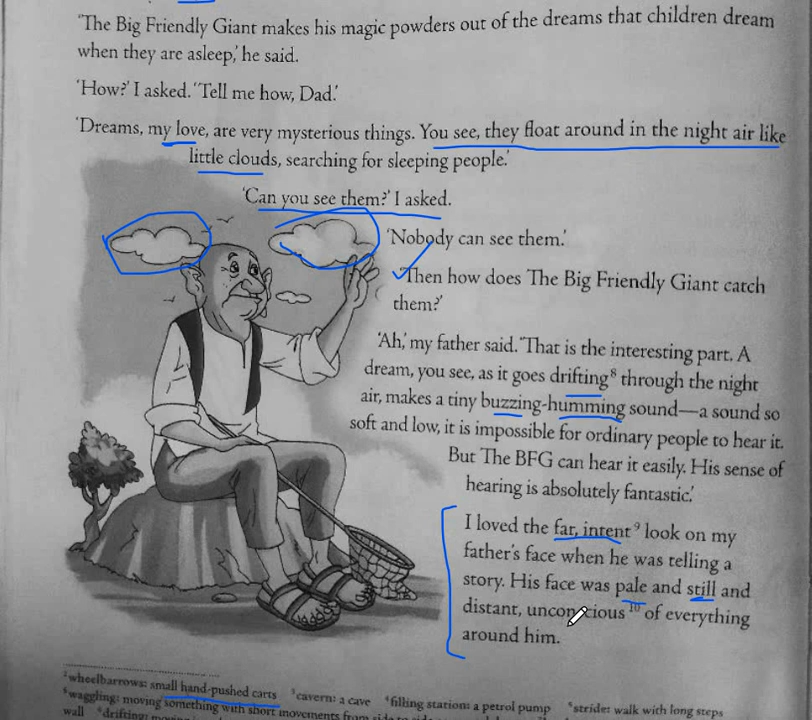 'The Big Friendly Giant makes his magic powders out of the dreams that children dream
when they are asleep,' he said.
'How?' I asked. 'Tell me how, Dad.'
'Dreams, my love, are very mysterious things. You see, they float around in the night air like
little clouds, searching for sleeping people.'
'Can you see them?' I asked.
'Nobody can see them.'
'Then how does The Big Friendly Giant catch
them?'
'Ah,' my father said. 'That is the interesting part. A
dream, you see, as it goes drifting⁸ through the night
air, makes a tiny buzzing-humming sound—a sound so
soft and low, it is impossible for ordinary people to hear it.
But The BFG can hear it easily. His sense of
hearing is absolutely fantastic.'
I loved the far, intent⁹ look on my
father's face when he was telling a
story. His face was pale and still and
distant, unconscious¹⁰ of everything
around him.
wheelbarrows: small hand-pushed carts cavern: a cave ⁴filling station: a petrol pump ⁵stride: walk with long steps
⁶waggling: moving something with short movements from side to side
wall ⁸drifting: